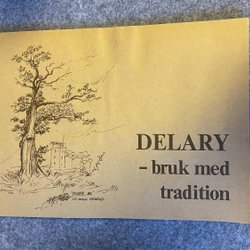 DELARY
– bruk med
tradition